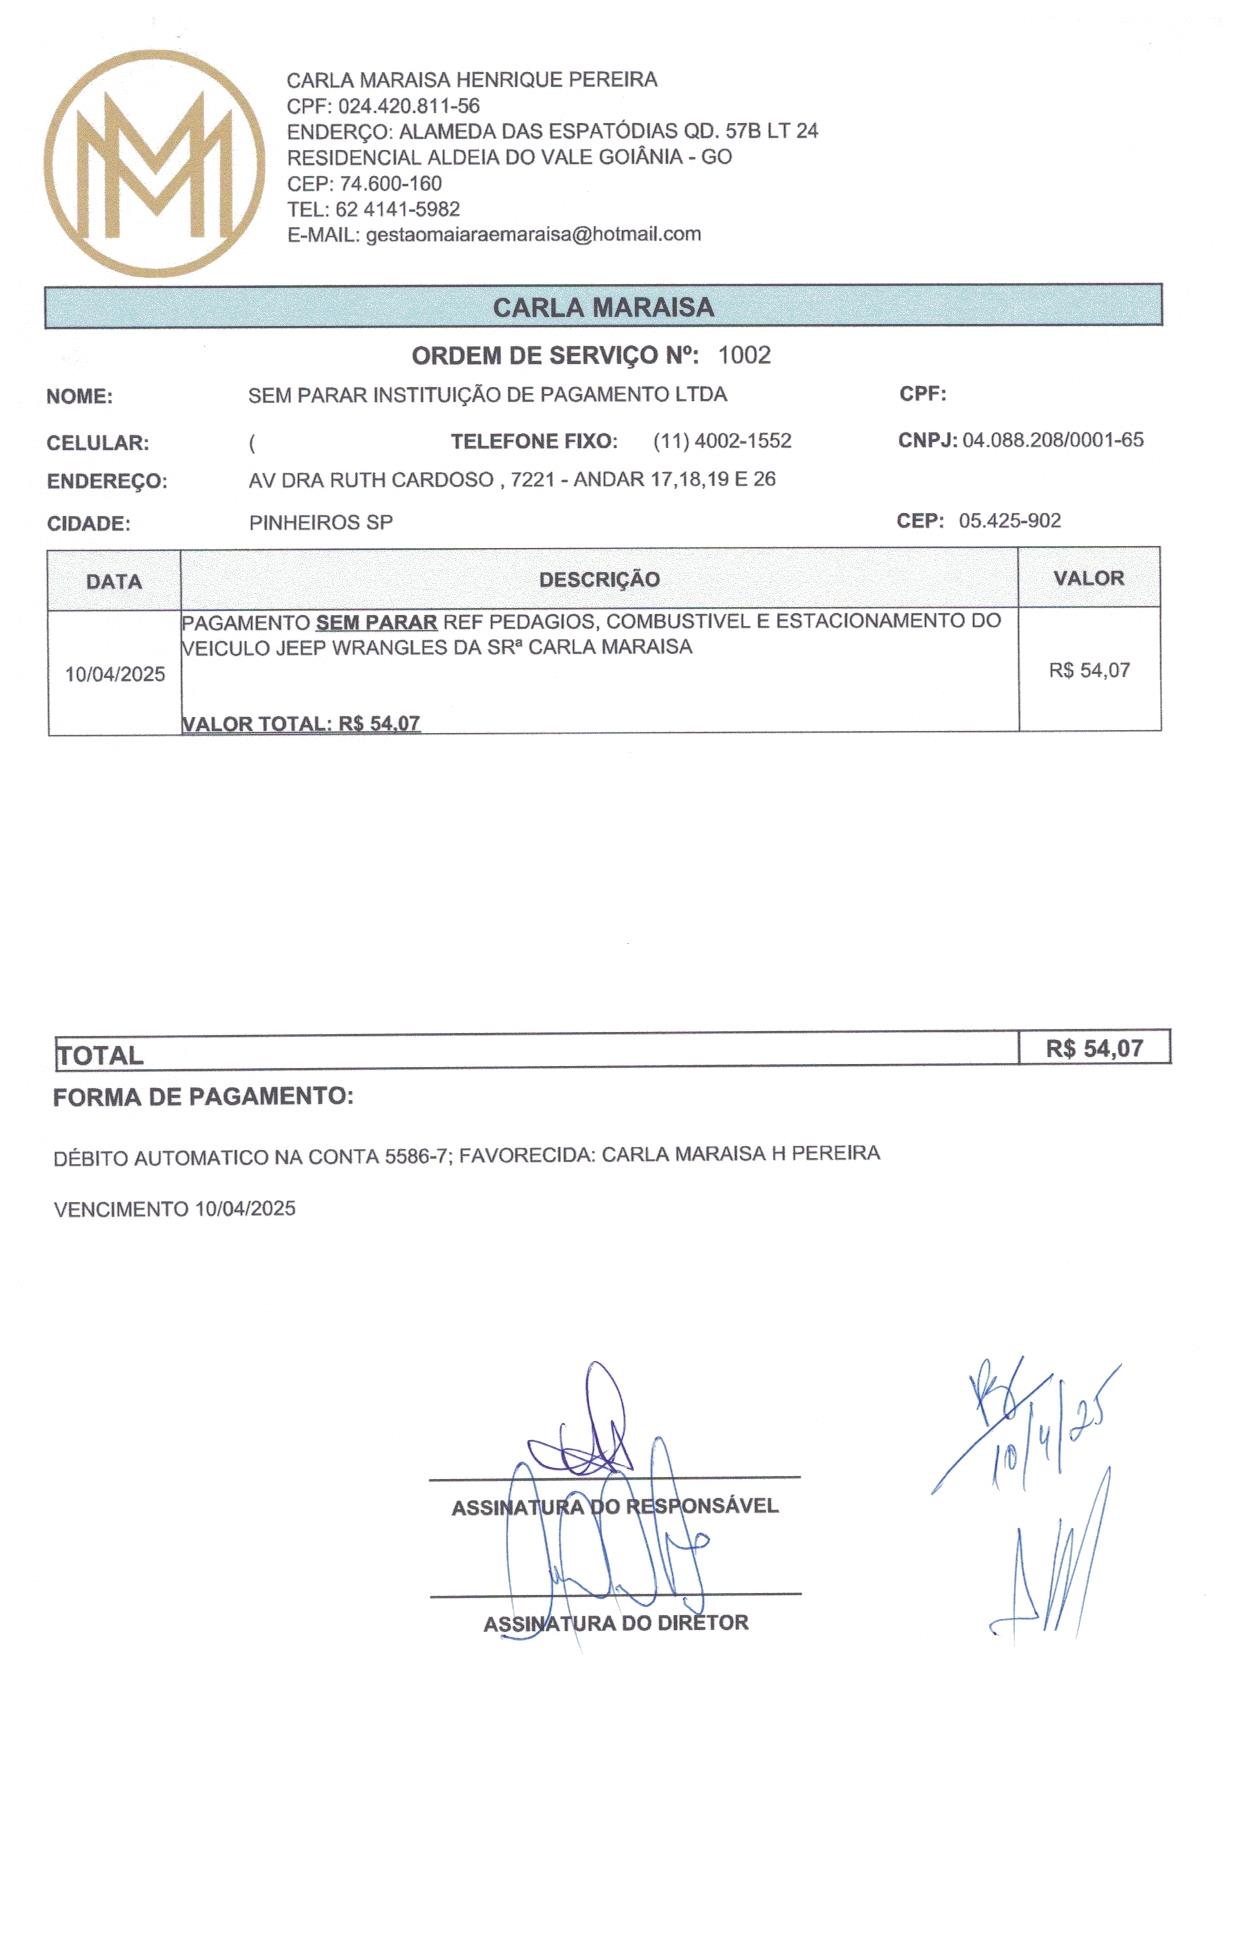 CARLA MARAISA HENRIQUE PEREIRA
CPF: 024.420.811-56
ENDERÇO: ALAMEDA DAS ESPATÓDIAS QD. 57B LT 24
RESIDENCIAL ALDEIA DO VALE GOIÂNIA - GO
CEP: 74.600-160
TEL: 62 4141-5982
E-MAIL: gestaomaiaraemaraisa@hotmail.com
CARLA MARAISA
ORDEM DE SERVIÇO Nº: 1002
NOME: SEM PARAR INSTITUIÇÃO DE PAGAMENTO LTDA CPF:
CELULAR: ( TELEFONE FIXO: (11) 4002-1552 CNPJ: 04.088.208/0001-65
ENDEREÇO: AV DRA RUTH CARDOSO , 7221 - ANDAR 17,18,19 E 26
CIDADE: PINHEIROS SP CEP: 05.425-902
DATA DESCRIÇÃO VALOR
PAGAMENTO SEM PARAR REF PEDAGIOS, COMBUSTIVEL E ESTACIONAMENTO DO
VEICULO JEEP WRANGLES DA SRª CARLA MARAISA
10/04/2025 R$ 54,07
VALOR TOTAL: R$ 54,07
TOTAL R$ 54,07
FORMA DE PAGAMENTO:
DÉBITO AUTOMATICO NA CONTA 5586-7; FAVORECIDA: CARLA MARAISA H PEREIRA
VENCIMENTO 10/04/2025
10/4/25
ASSINATURA DO RESPONSÁVEL
ASSINATURA DO DIRETOR